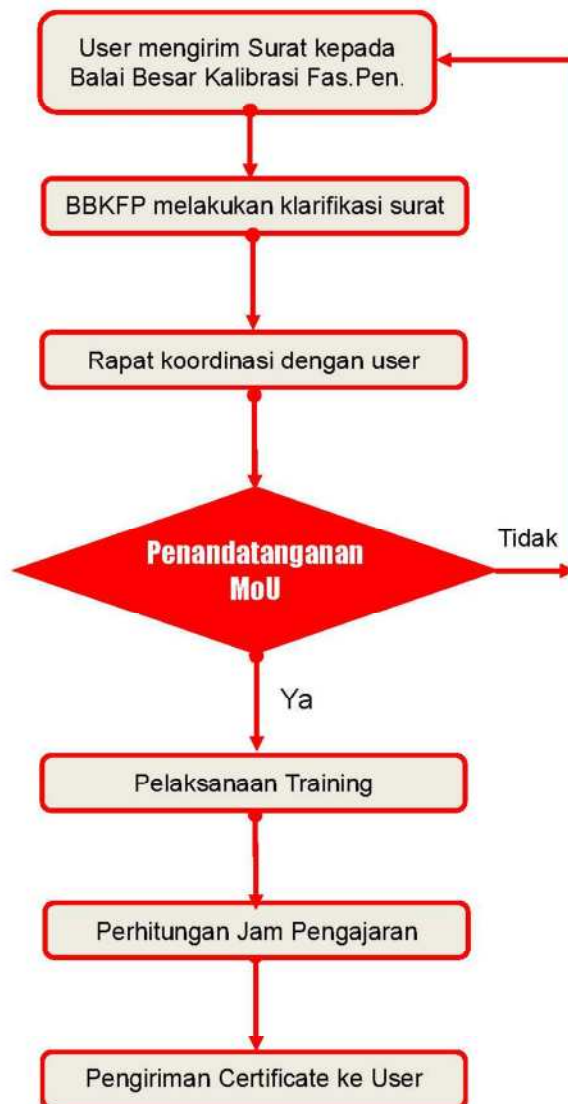 User mengirim Surat kepada
Balai Besar Kalibrasi Fas.Pen.
BBKFP melakukan klarifikasi surat
Rapat koordinasi dengan user
Penandatanganan
MoU
Tidak
Ya
Pelaksanaan Training
Perhitungan Jam Pengajaran
Pengiriman Certificate ke User